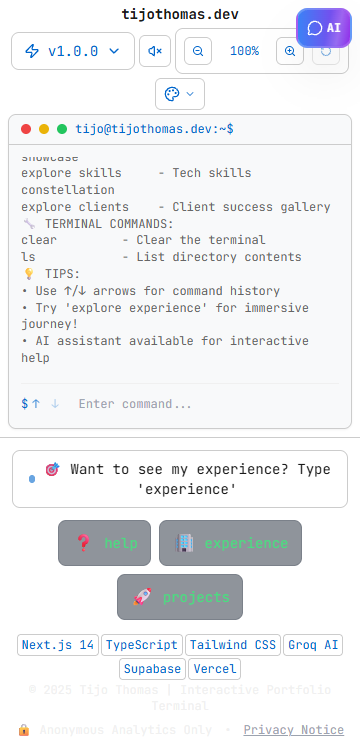 tijothomas.dev
AI
v1.0.0
100%
tijo@tijothomas.dev:~$
showcase
explore skills - Tech skills
constellation
explore clients - Client success gallery
🔧 TERMINAL COMMANDS:
clear - Clear the terminal
ls - List directory contents
💡 TIPS:
• Use ↑/↓ arrows for command history
• Try 'explore experience' for immersive
journey!
• AI assistant available for interactive
help
$ ↑ ↓ Enter command...
🎯 Want to see my experience? Type
'experience'
❓ help
🏢 experience
🚀 projects
Next.js 14 TypeScript Tailwind CSS Groq AI
Supabase Vercel
© 2025 Tijo Thomas | Interactive Portfolio
Terminal
🔒 Anonymous Analytics Only • Privacy Notice